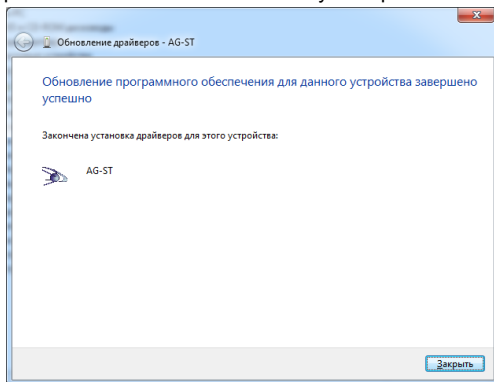 Обновление драйверов - AG-ST
Обновление программного обеспечения для данного устройства завершено
успешно
Закончена установка драйверов для этого устройства:
AG-ST
Закрыть